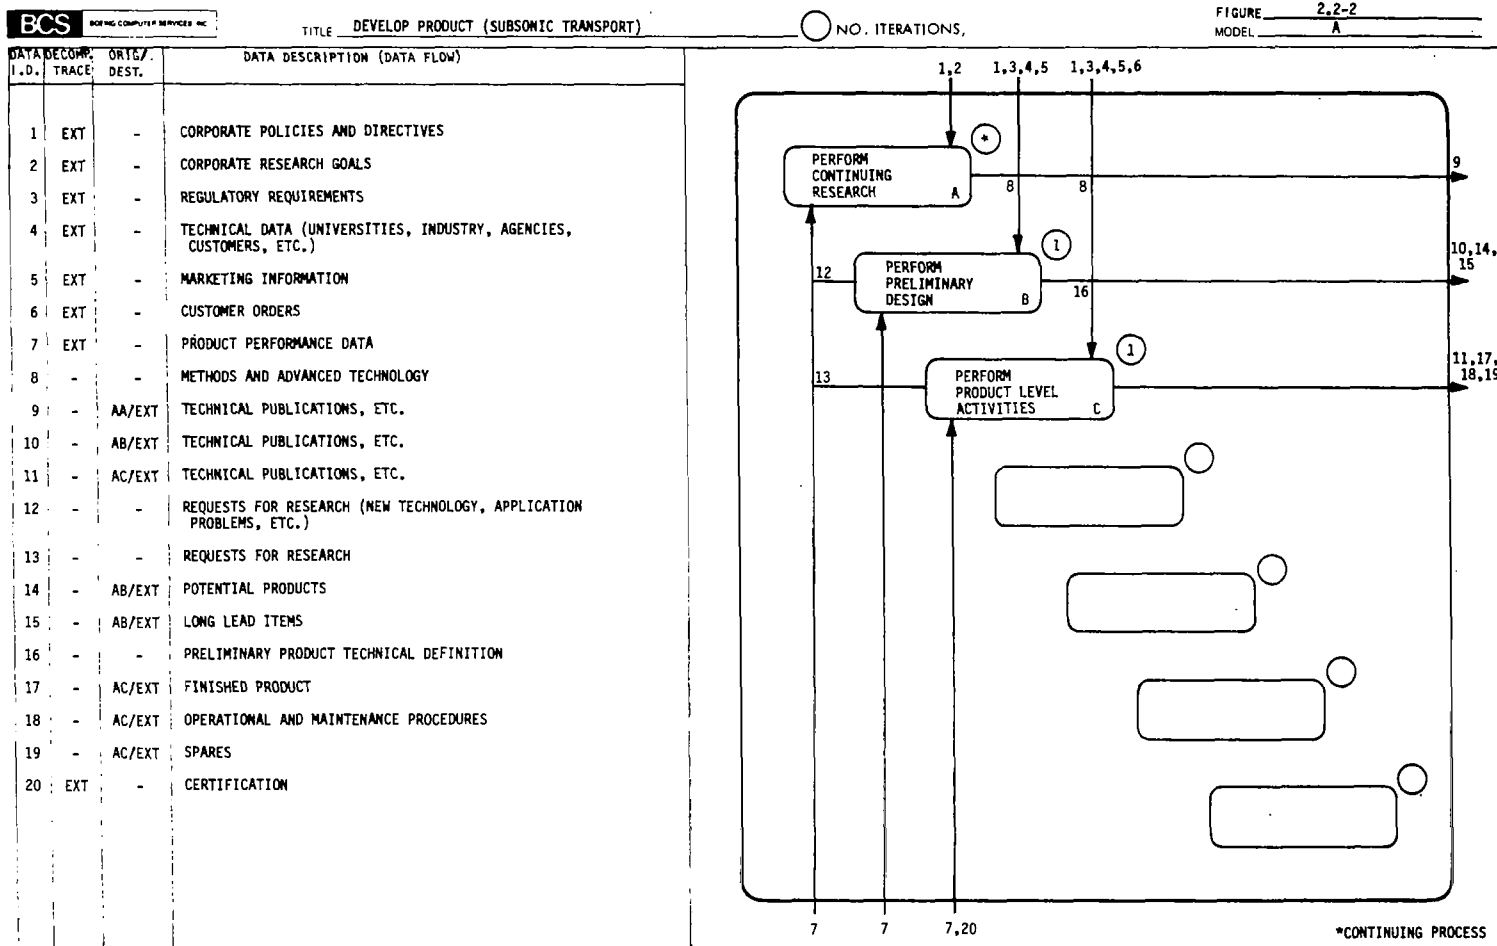 BCS BOEING COMPUTER SERVICES INC
TITLE DEVELOP PRODUCT (SUBSONIC TRANSPORT)
NO. ITERATIONS,
FIGURE 2.2-2
MODEL A
DATA I.D. DECOMP. TRACE ORIG/. DEST. DATA DESCRIPTION (DATA FLOW)
1 EXT - CORPORATE POLICIES AND DIRECTIVES
2 EXT - CORPORATE RESEARCH GOALS
3 EXT - REGULATORY REQUIREMENTS
4 EXT - TECHNICAL DATA (UNIVERSITIES, INDUSTRY, AGENCIES,
CUSTOMERS, ETC.)
5 EXT - MARKETING INFORMATION
6 EXT - CUSTOMER ORDERS
7 EXT - PRODUCT PERFORMANCE DATA
8 - - METHODS AND ADVANCED TECHNOLOGY
9 - AA/EXT TECHNICAL PUBLICATIONS, ETC.
10 - AB/EXT TECHNICAL PUBLICATIONS, ETC.
11 - AC/EXT TECHNICAL PUBLICATIONS, ETC.
12 - - REQUESTS FOR RESEARCH (NEW TECHNOLOGY, APPLICATION
PROBLEMS, ETC.)
13 - - REQUESTS FOR RESEARCH
14 - AB/EXT POTENTIAL PRODUCTS
15 - AB/EXT LONG LEAD ITEMS
16 - - PRELIMINARY PRODUCT TECHNICAL DEFINITION
17 - AC/EXT FINISHED PRODUCT
18 - AC/EXT OPERATIONAL AND MAINTENANCE PROCEDURES
19 - AC/EXT SPARES
20 EXT - CERTIFICATION
1,2 1,3,4,5 1,3,4,5,6
*
PERFORM
CONTINUING
RESEARCH A
8 8
9
1
12
PERFORM
PRELIMINARY
DESIGN B
16
10,14,
15
1
13
PERFORM
PRODUCT LEVEL
ACTIVITIES C
11,17,
18,19
7 7 7,20
*CONTINUING PROCESS